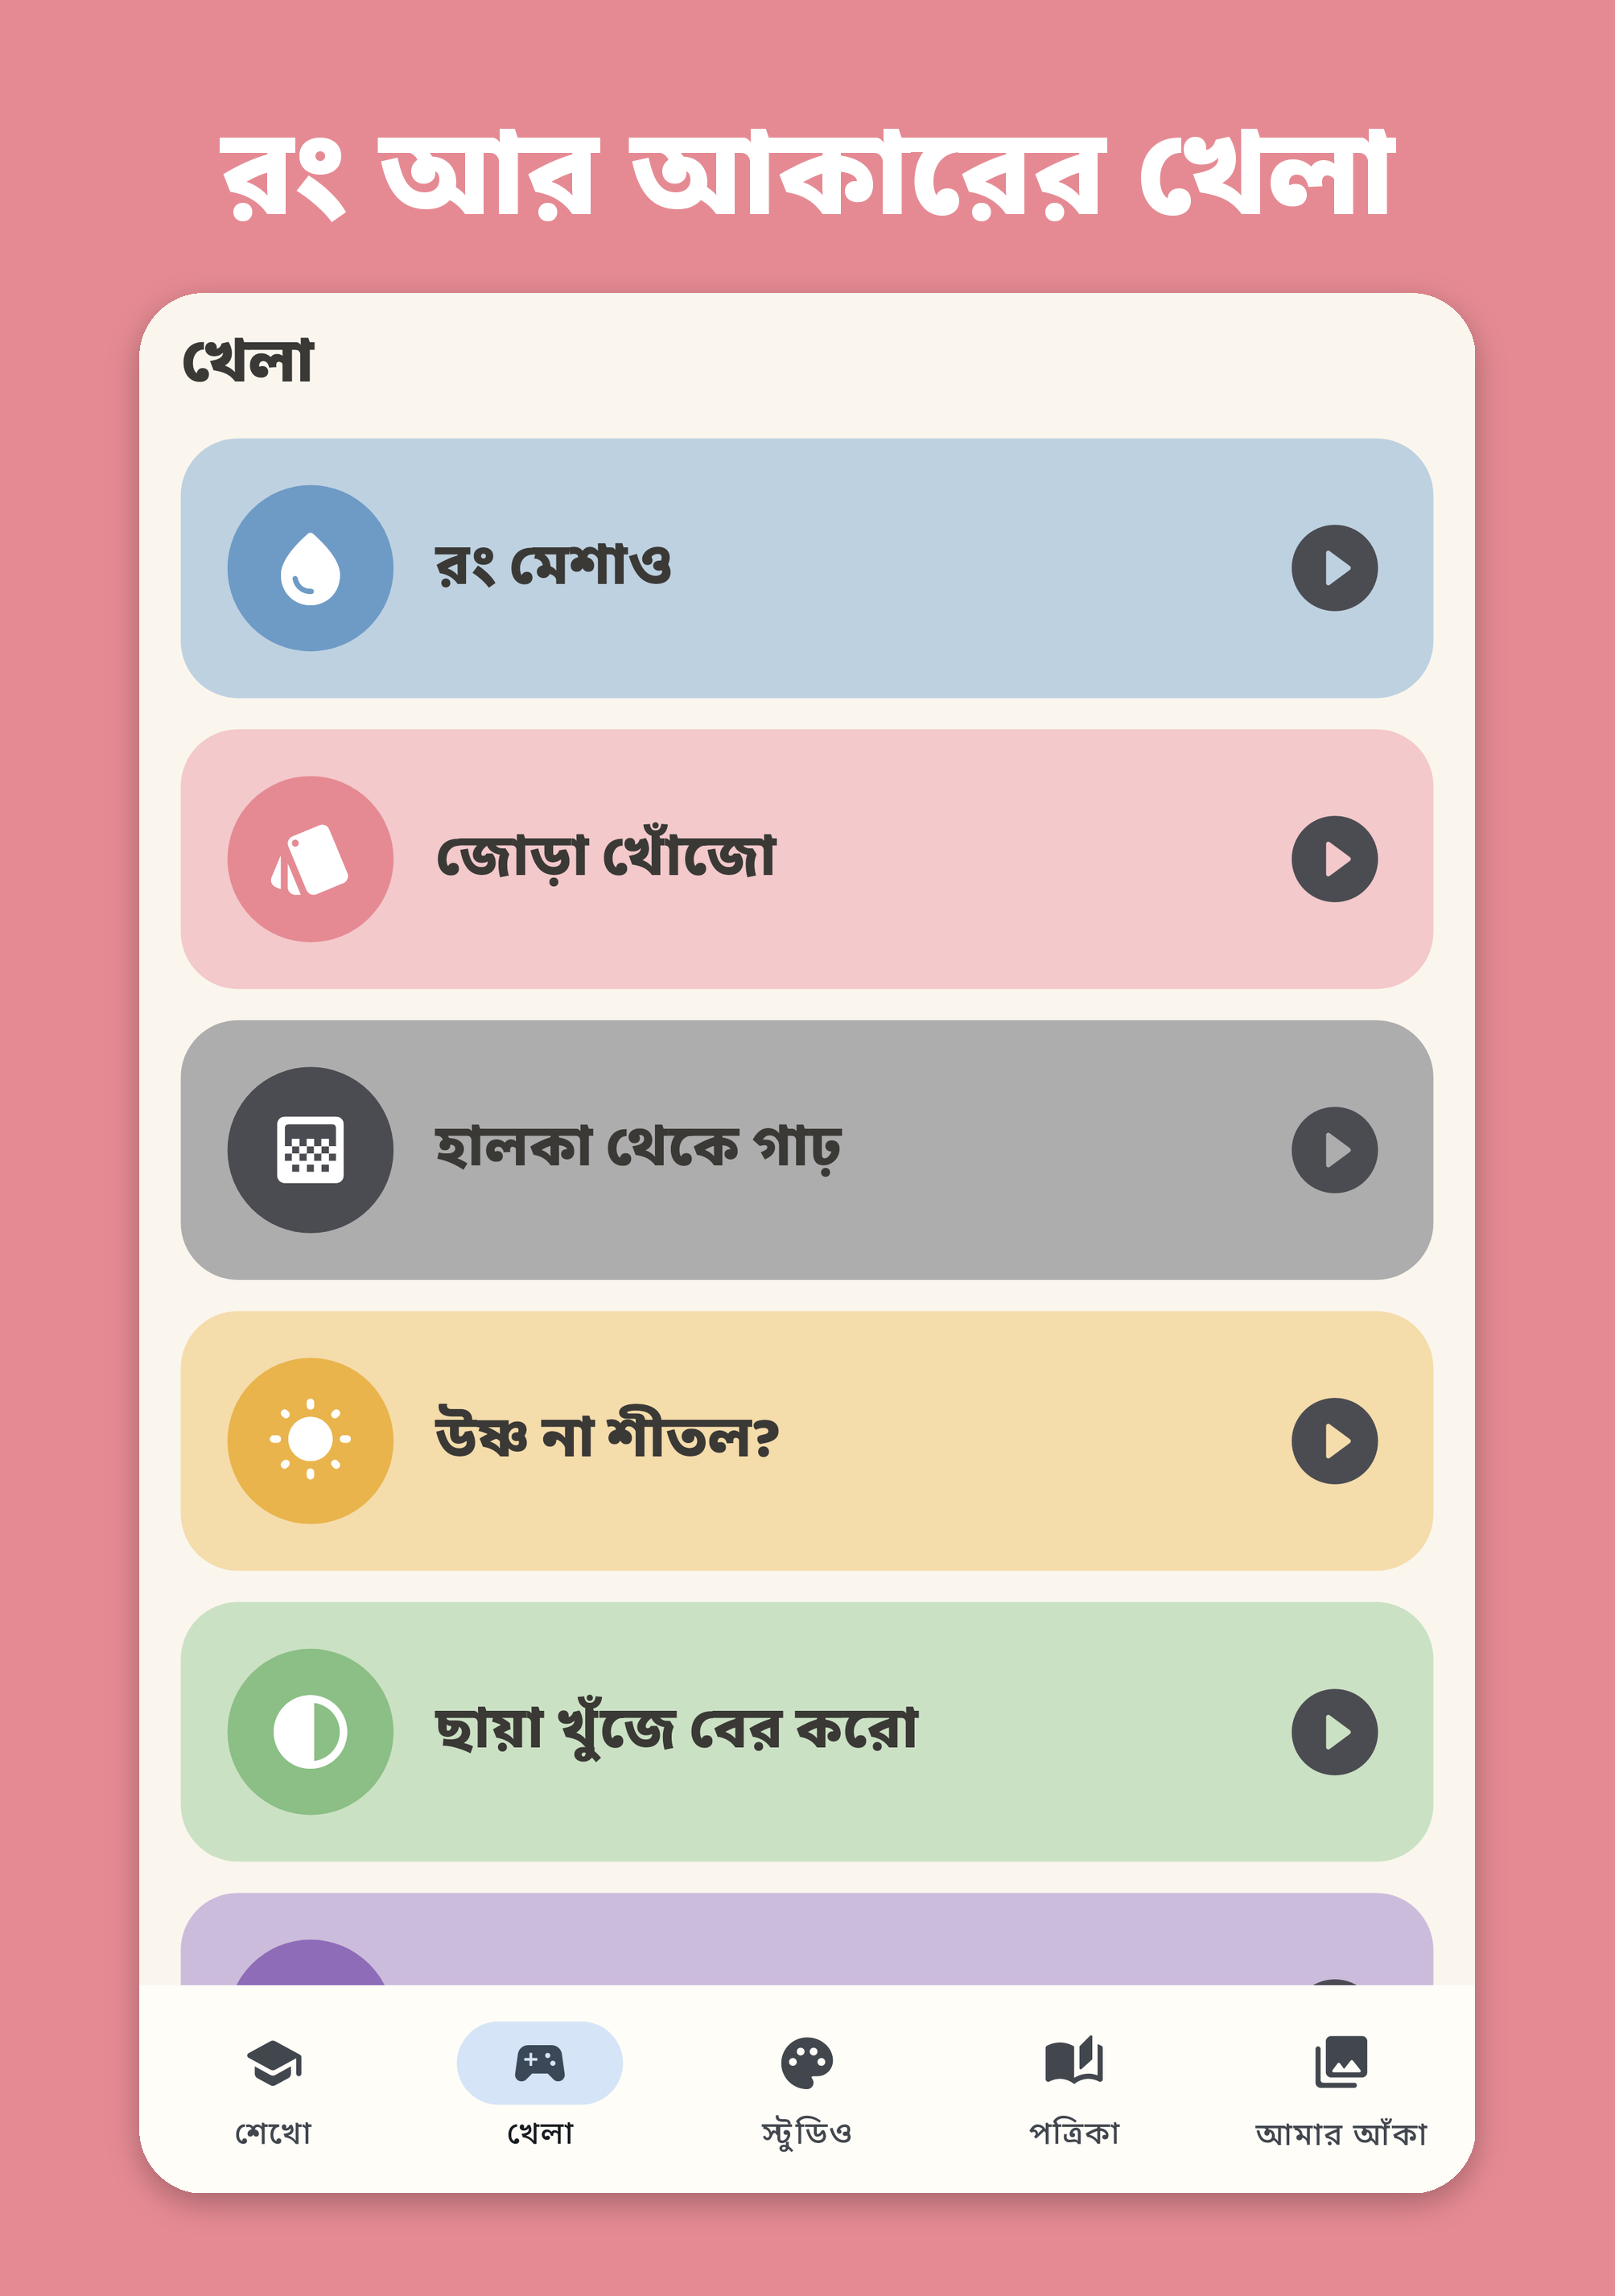 রং আর আকারের খেলা
খেলা
রং মেশাও
জোড়া খোঁজো
হালকা থেকে গাঢ়
উষ্ণ না শীতল?
ছায়া খুঁজে বের করো
শেখো
খেলা
স্টুডিও
পত্রিকা
আমার আঁকা